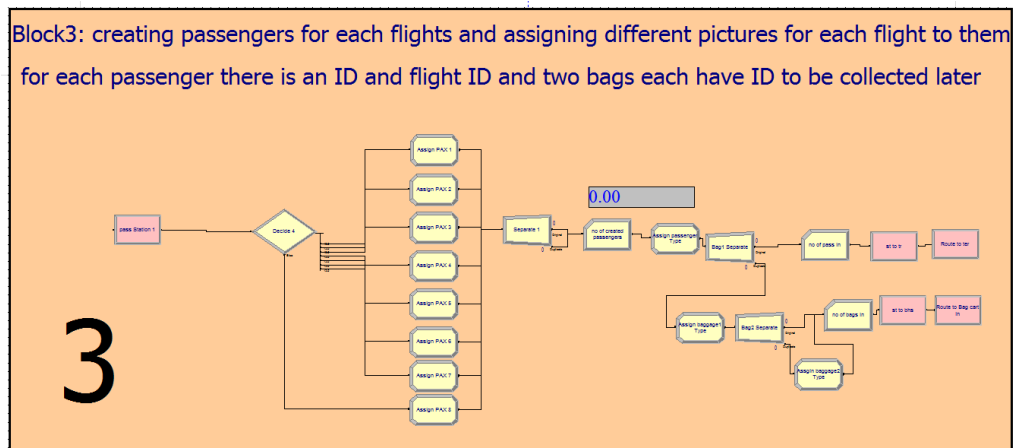 Block3: creating passengers for each flights and assigning different pictures for each flight to them
for each passenger there is an ID and flight ID and two bags each have ID to be collected later
pass Station 1
Decide 4
Assign PAX 1
Assign PAX 2
Assign PAX 3
Assign PAX 4
Assign PAX 5
Assign PAX 6
Assign PAX 7
Assign PAX 8
Separate 1
0.00
no of created
passengers
Assign passenger
Type
Bag1 Separate
no of pass in
st to tr
Route to ter
Assign baggage1
Type
Bag2 Separate
no of bags in
st to bhs
Route to Bag cart
in
Assgin baggage2
Type
3